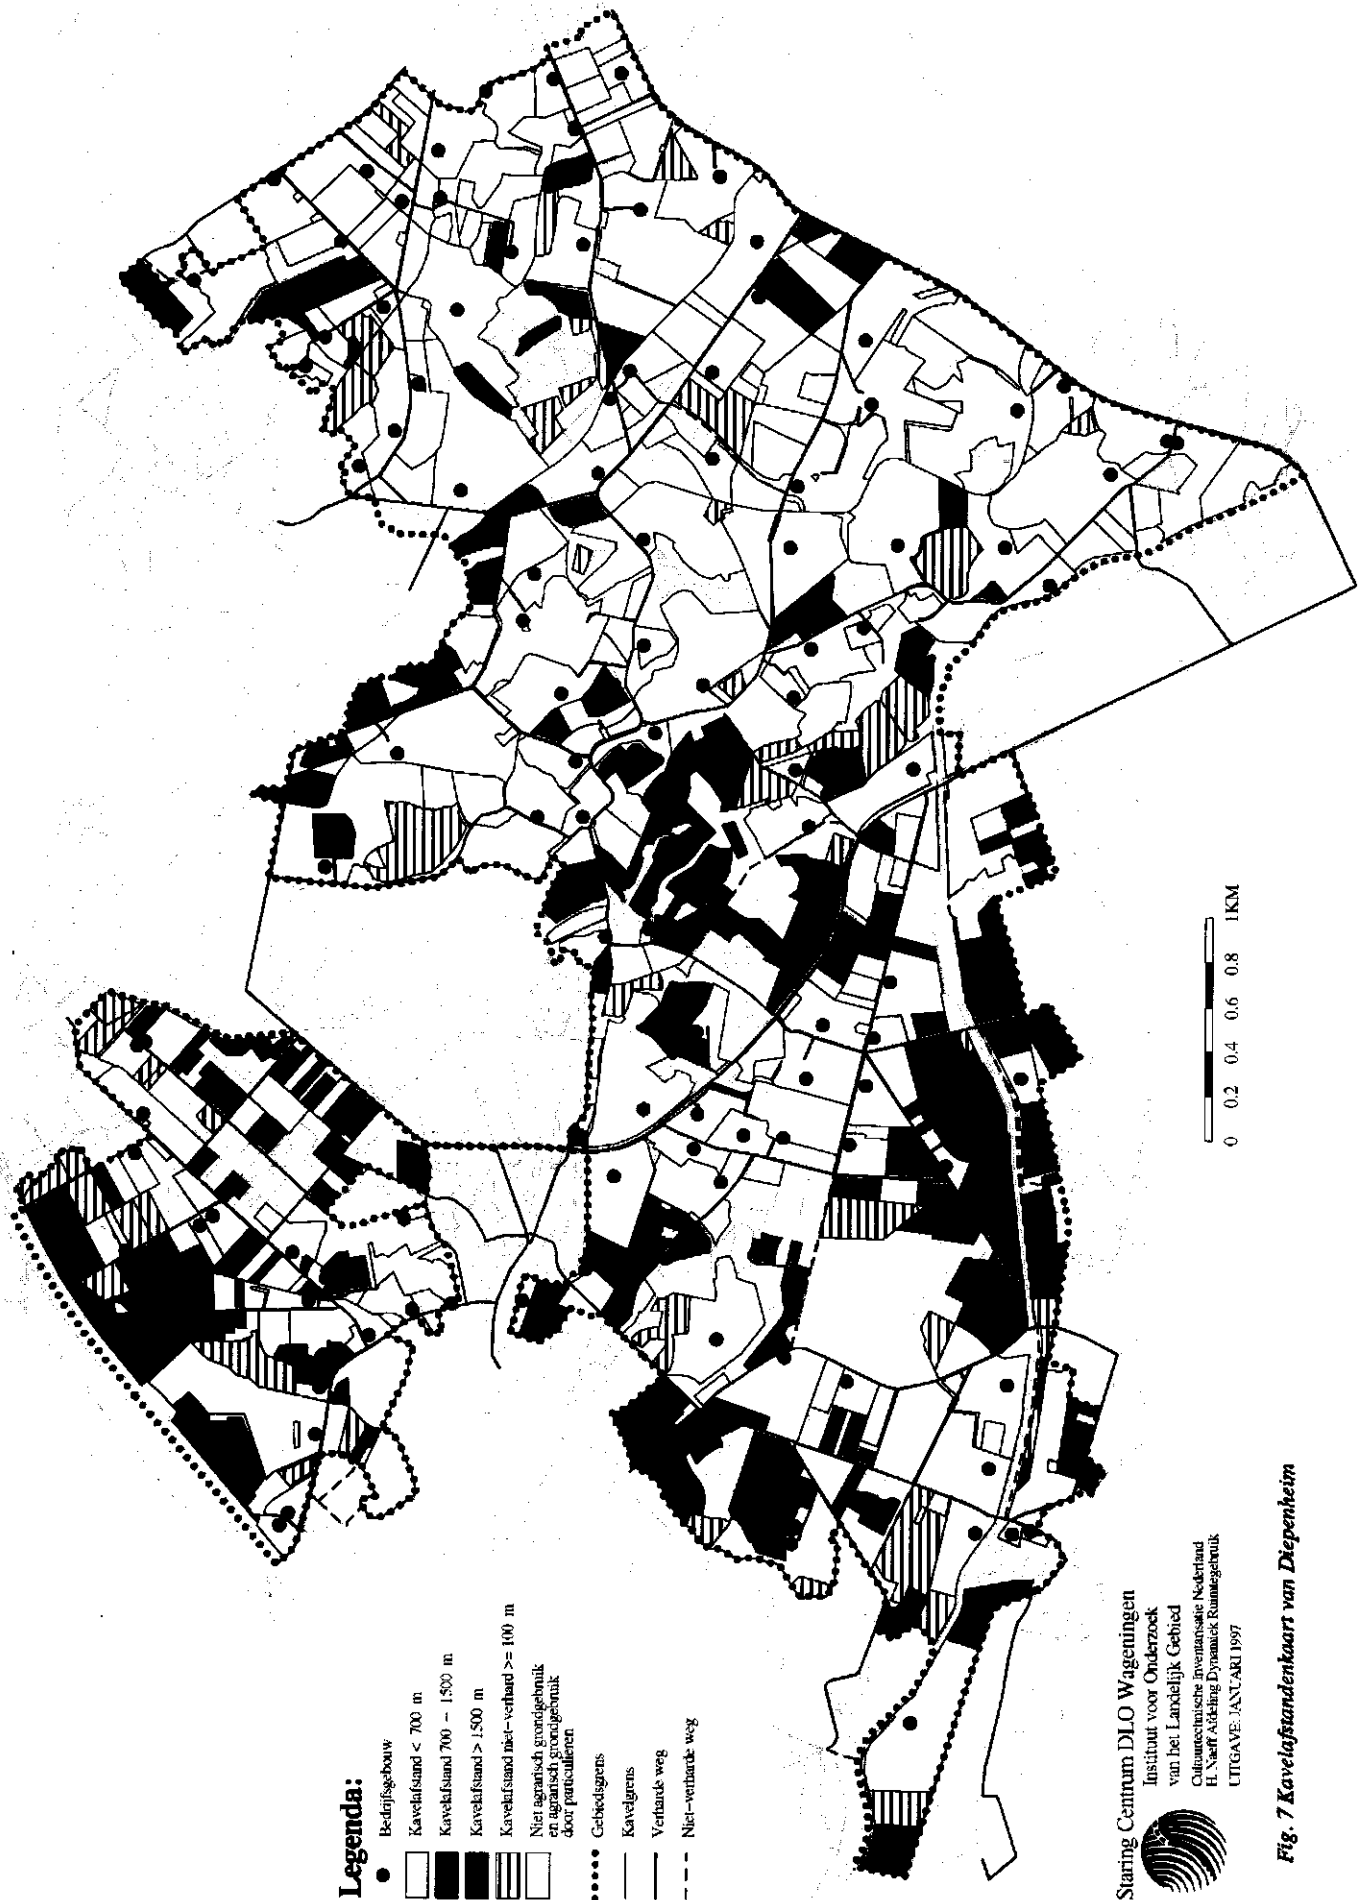 Legenda:
Bedrijfsgebouw
Kavelafstand < 700 m
Kavelafstand 700 – 1500 m
Kavelafstand > 1500 m
Kavelafstand niet–verhard >= 100 m
Niet agrarisch grondgebruik
en agrarisch grondgebruik
door particulieren
Gebiedsgrens
Kavelgrens
Verharde weg
Niet–verharde weg
0 0.2 0.4 0.6 0.8 1KM
Staring Centrum DLO Wageningen
Instituut voor Onderzoek
van het Landelijk Gebied
Cultuurtechnische Inventarisatie Nederland
H. Naeff Afdeling Dynamiek Ruimtegebruik
UITGAVE: JANUARI 1997
Fig. 7 Kavelafstandenkaart van Diepenheim